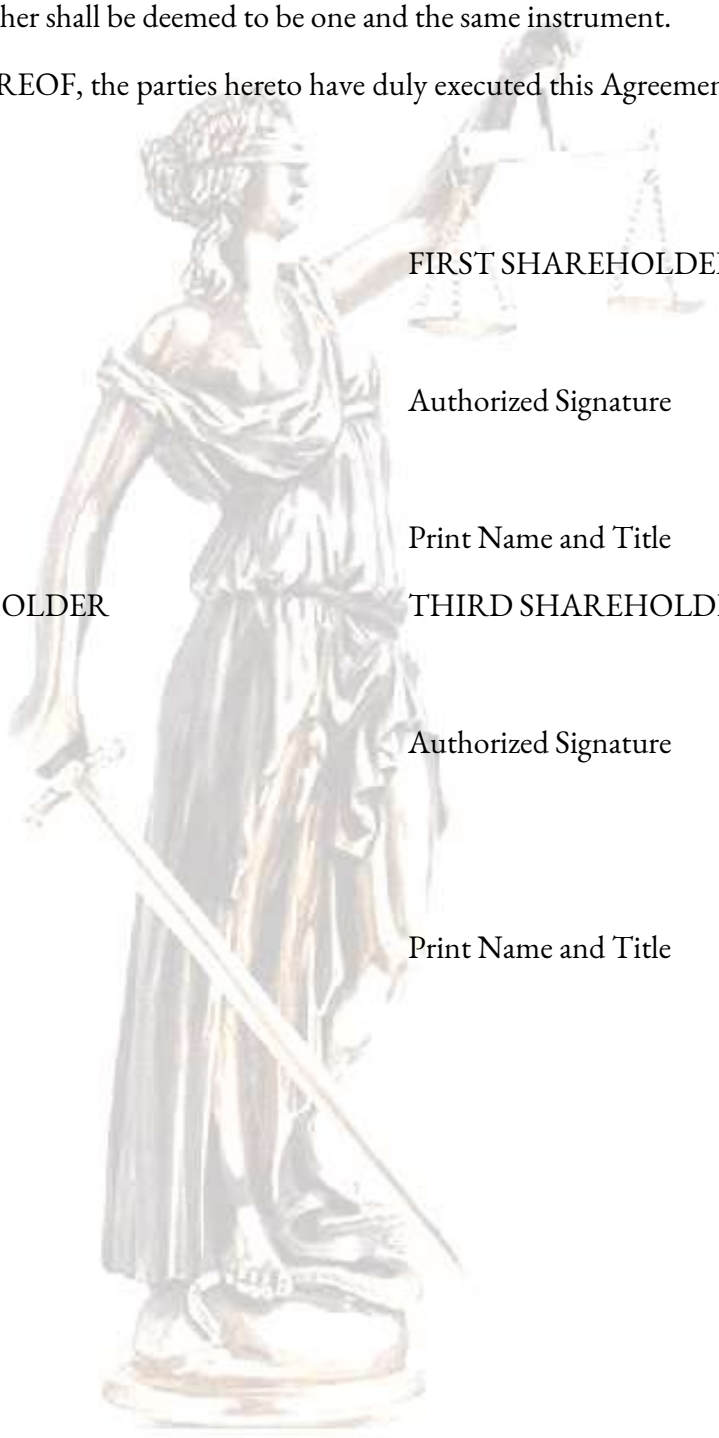 her shall be deemed to be one and the same instrument.
REOF, the parties hereto have duly executed this Agreemen
FIRST SHAREHOLDE
Authorized Signature
Print Name and Title
OLDER THIRD SHAREHOLD
Authorized Signature
Print Name and Title